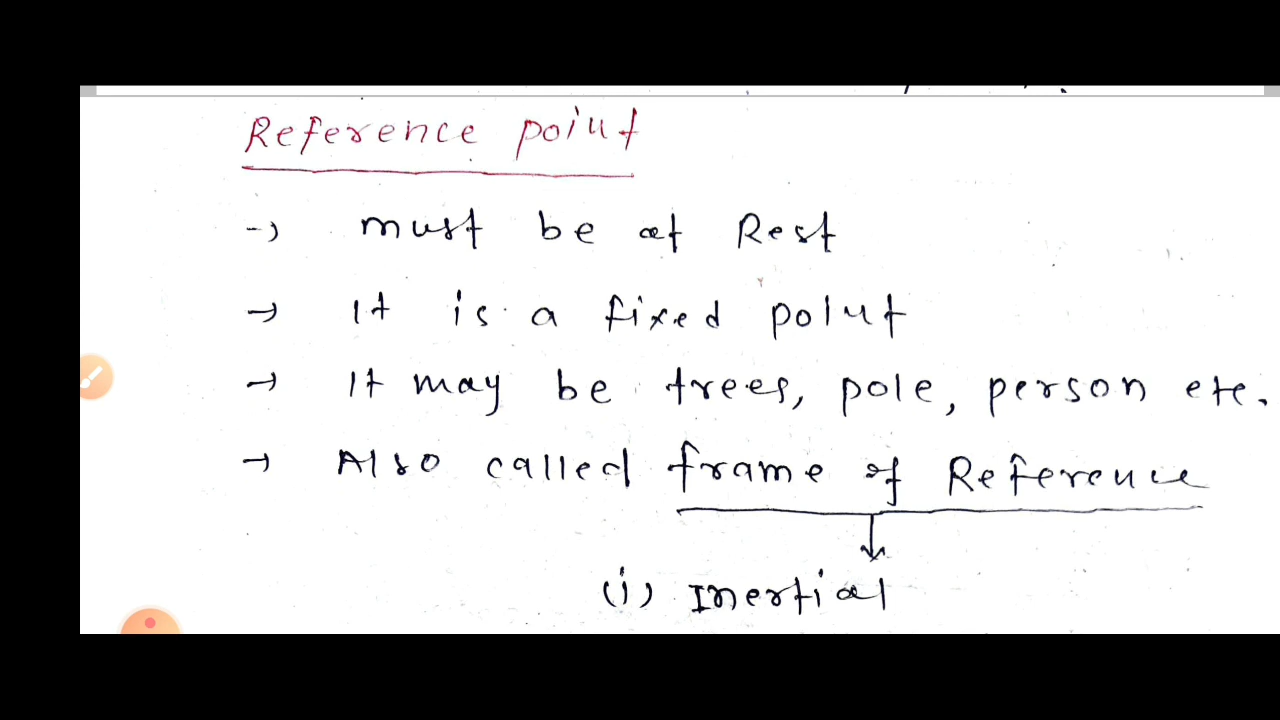 Reference point
→ must be at Rest
→ It is a fixed point
→ It may be trees, pole, person etc.
→ Also called frame of Reference
(i) Inertial